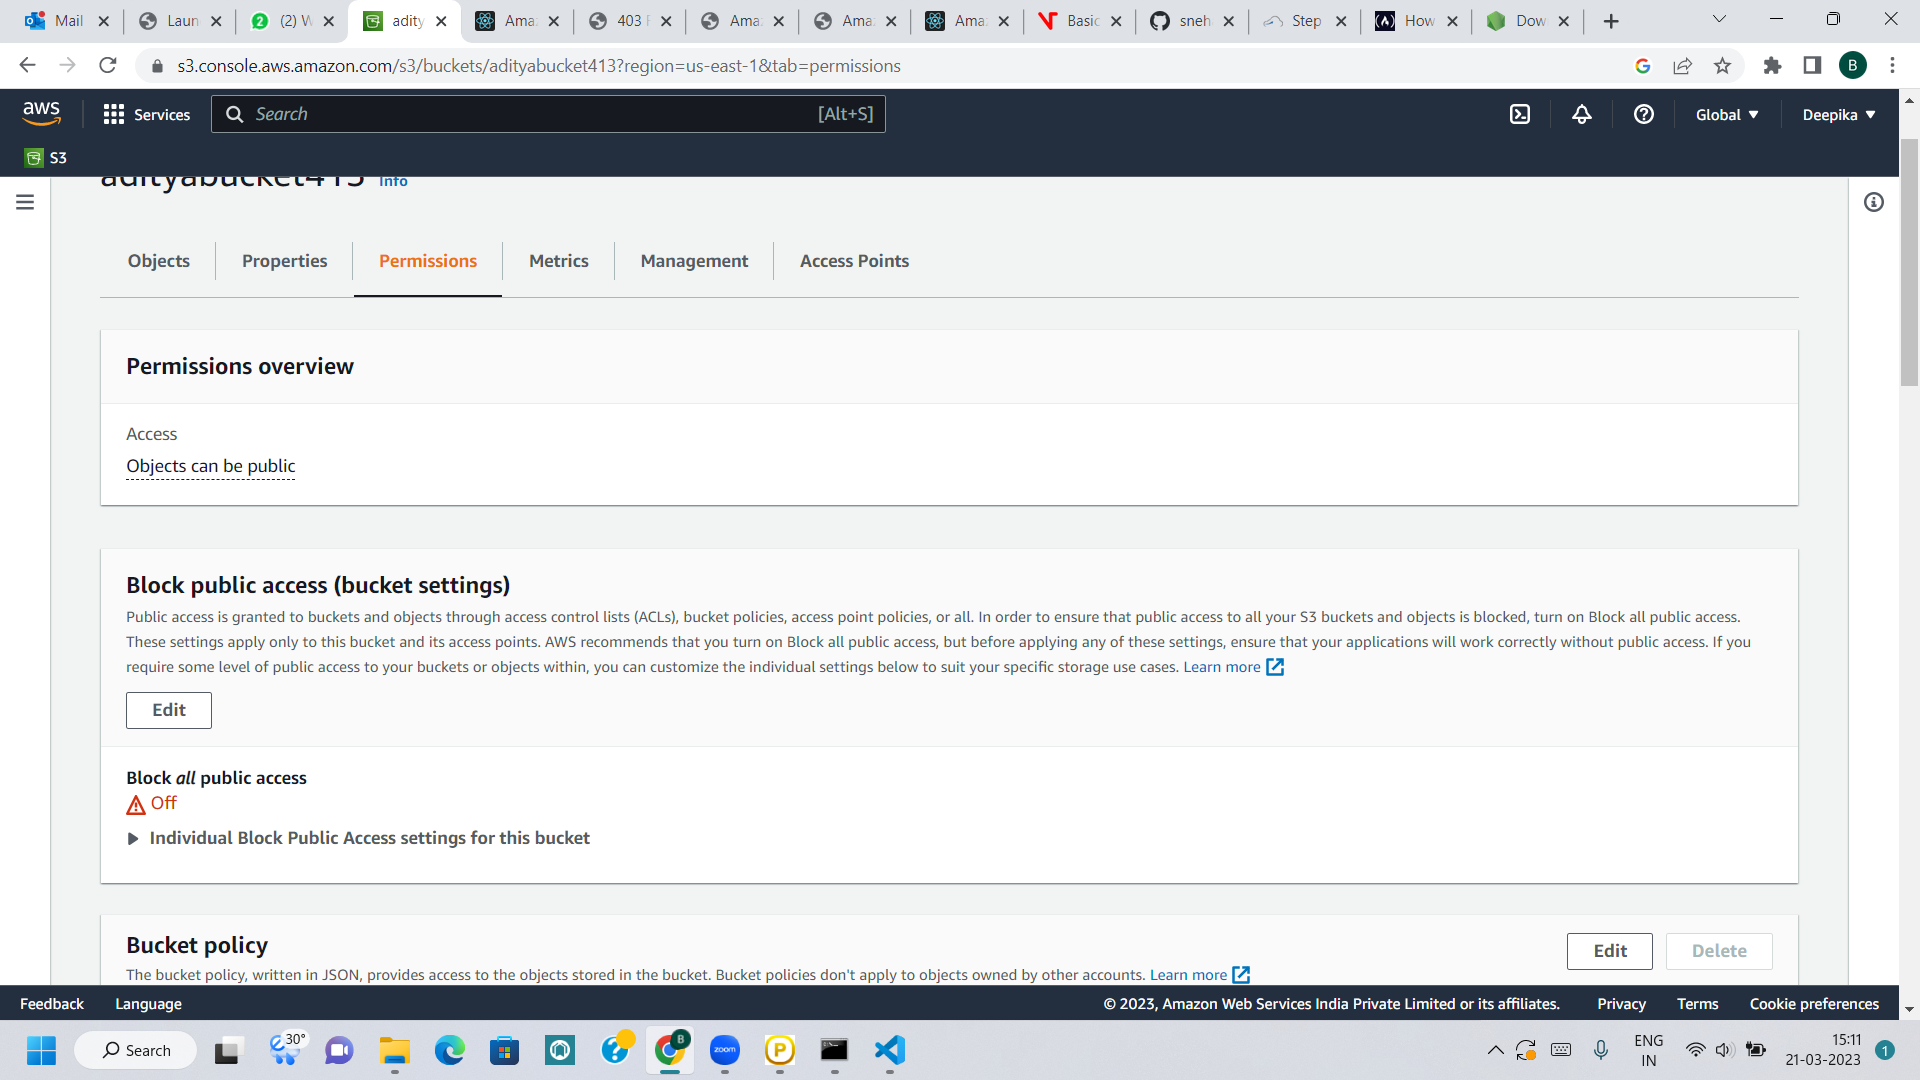 Mail
Laun
(2) W
adity
Ama
403 F
Ama
Ama
Ama
Basic
sneh
Step
How
Dow
s3.console.aws.amazon.com/s3/buckets/adityabucket413?region=us-east-1&tab=permissions
B
aws
Services
Search
[Alt+S]
Global
Deepika
S3
adityabucket413 Info
Objects
Properties
Permissions
Metrics
Management
Access Points
Permissions overview
Access
Objects can be public
Block public access (bucket settings)
Public access is granted to buckets and objects through access control lists (ACLs), bucket policies, access point policies, or all. In order to ensure that public access to all your S3 buckets and objects is blocked, turn on Block all public access.
These settings apply only to this bucket and its access points. AWS recommends that you turn on Block all public access, but before applying any of these settings, ensure that your applications will work correctly without public access. If you
require some level of public access to your buckets or objects within, you can customize the individual settings below to suit your specific storage use cases. Learn more
Edit
Block all public access
Off
Individual Block Public Access settings for this bucket
Bucket policy
Edit
Delete
The bucket policy, written in JSON, provides access to the objects stored in the bucket. Bucket policies don't apply to objects owned by other accounts. Learn more
Feedback
Language
© 2023, Amazon Web Services India Private Limited or its affiliates.
Privacy
Terms
Cookie preferences
Search
30°
B
zoom
P
ENG
IN
15:11
21-03-2023
1